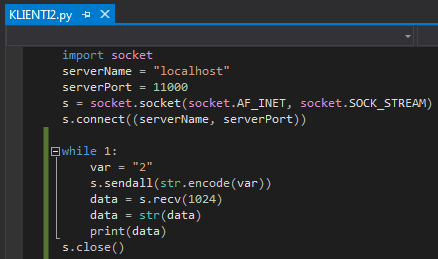 KLIENTI2.py
import socket
serverName = "localhost"
serverPort = 11000
s = socket.socket(socket.AF_INET, socket.SOCK_STREAM)
s.connect((serverName, serverPort))
while 1:
    var = "2"
    s.sendall(str.encode(var))
    data = s.recv(1024)
    data = str(data)
    print(data)
s.close()